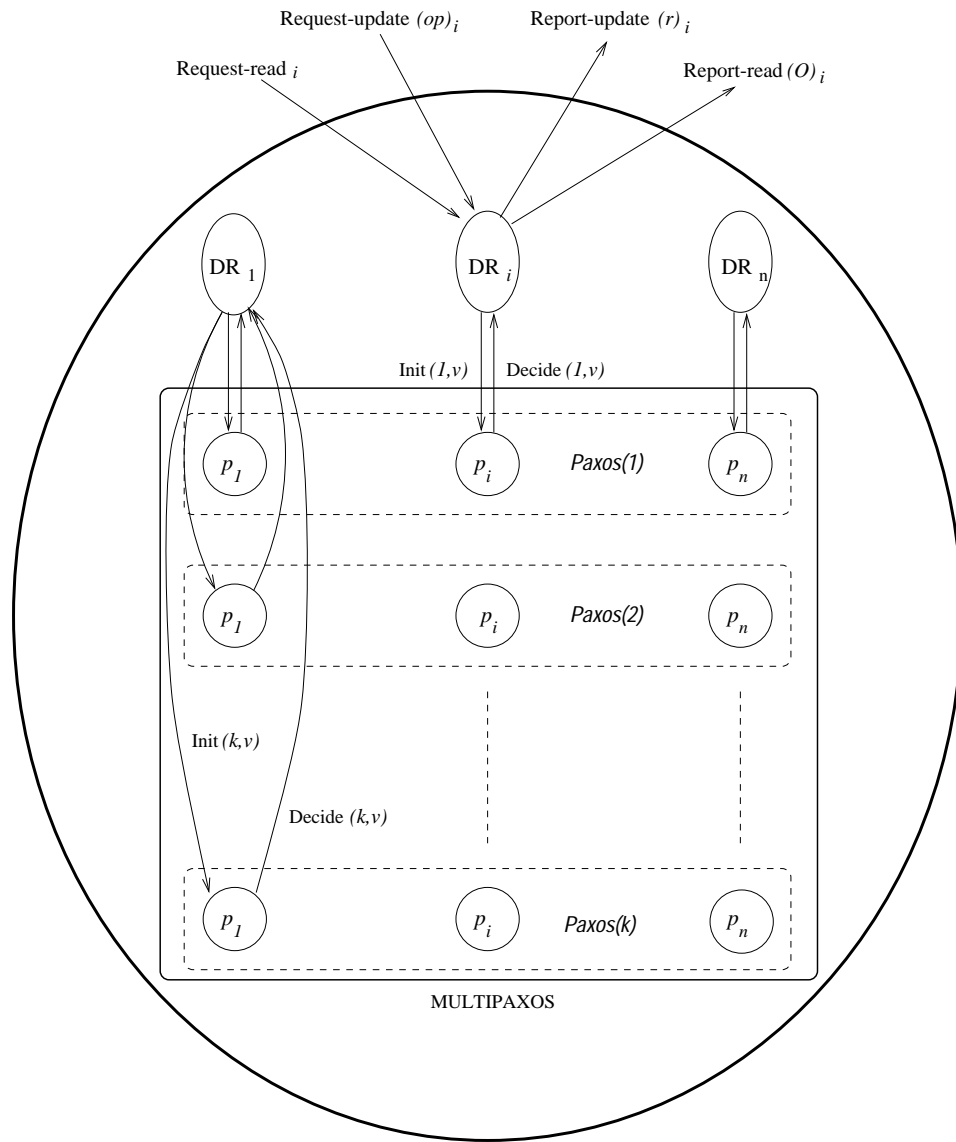 Request-update (op) i
Report-update (r) i
Request-read i
Report-read (O) i
DR 1
DR i
DR n
Init (1,v)
Decide (1,v)
p1
pi
Paxos(1)
pn
p1
pi
Paxos(2)
pn
Init (k,v)
Decide (k,v)
p1
pi
Paxos(k)
pn
MULTIPAXOS